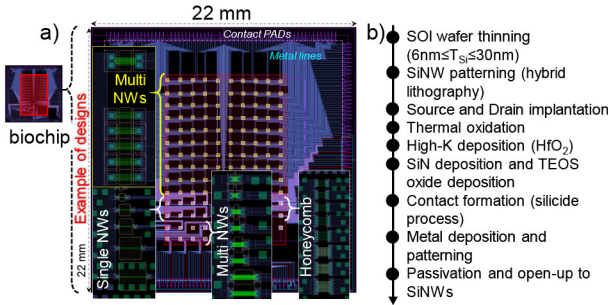 22 mm
a)
Contact PADs
Metal lines
Multi
NWs
biochip
Example of designs
22 mm
Single NWs
Multi NWs
Honeycomb
b)
SOI wafer thinning
(6nm≤T_Si≤30nm)
SiNW patterning (hybrid
lithography)
Source and Drain implantation
Thermal oxidation
High-K deposition (HfO₂)
SiN deposition and TEOS
oxide deposition
Contact formation (silicide
process)
Metal deposition and
patterning
Passivation and open-up to
SiNWs